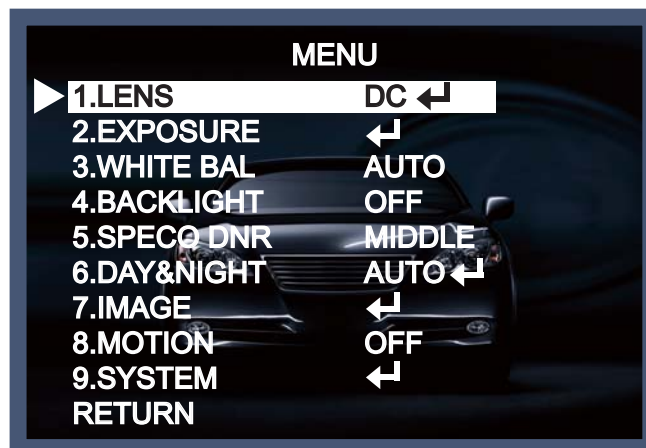 MENU
1.LENS DC ↵
2.EXPOSURE ↵
3.WHITE BAL AUTO
4.BACKLIGHT OFF
5.SPECO DNR MIDDLE
6.DAY&NIGHT AUTO ↵
7.IMAGE ↵
8.MOTION OFF
9.SYSTEM ↵
RETURN